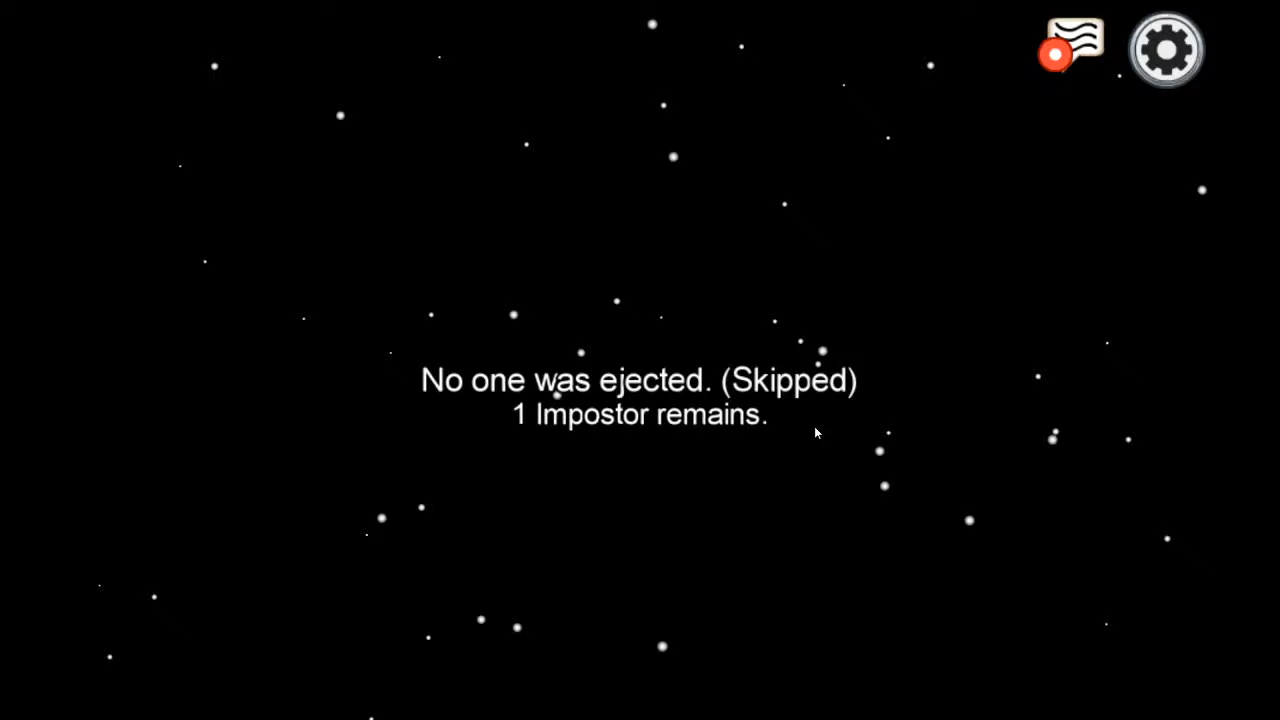 No one was ejected. (Skipped)
1 Impostor remains.